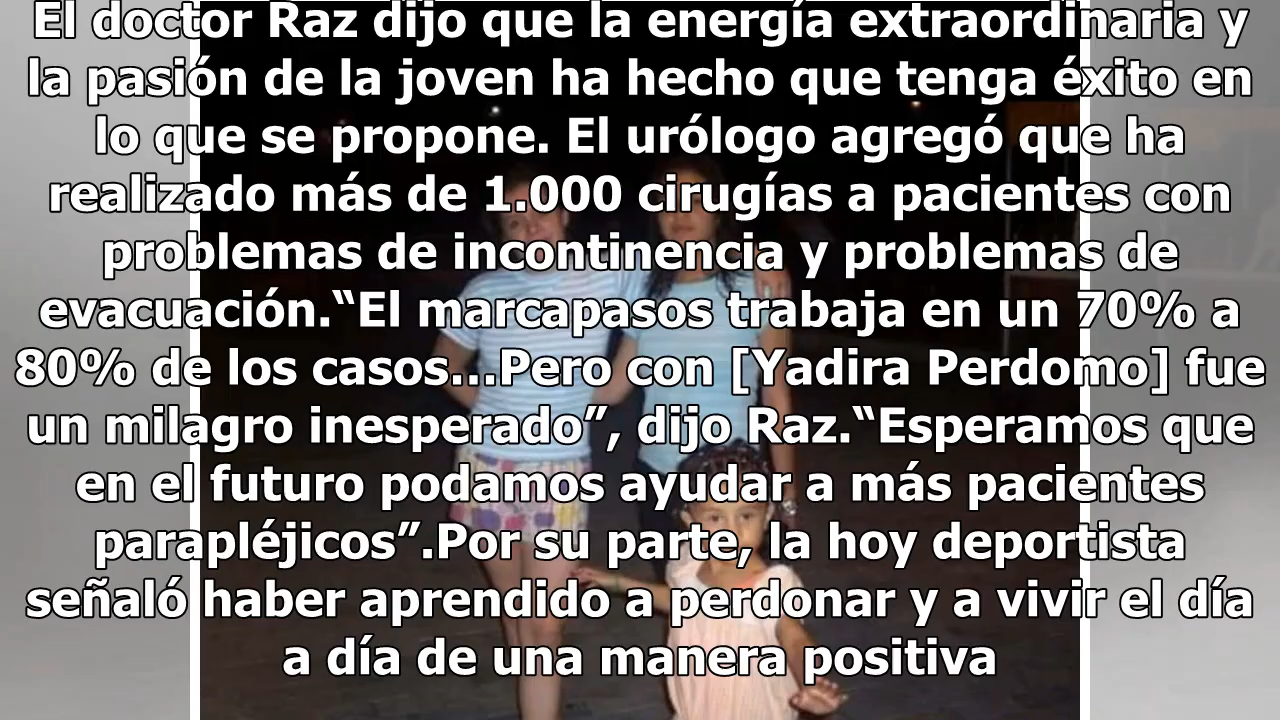 El doctor Raz dijo que la energía extraordinaria y
la pasión de la joven ha hecho que tenga éxito en
lo que se propone. El urólogo agregó que ha
realizado más de 1.000 cirugías a pacientes con
problemas de incontinencia y problemas de
evacuación.“El marcapasos trabaja en un 70% a
80% de los casos...Pero con [Yadira Perdomo] fue
un milagro inesperado”, dijo Raz.“Esperamos que
en el futuro podamos ayudar a más pacientes
parapléjicos”.Por su parte, la hoy deportista
señaló haber aprendido a perdonar y a vivir el día
a día de una manera positiva